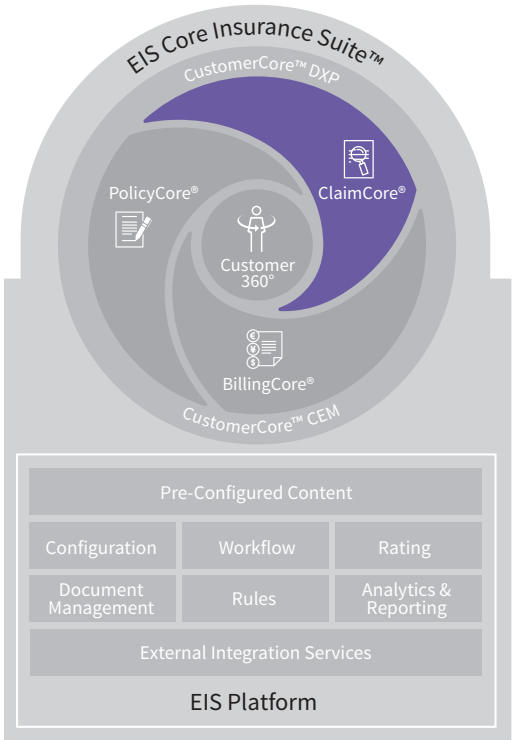 EIS Core Insurance Suite™
CustomerCore™ DXP
PolicyCore®
ClaimCore®
Customer
360°
€
¥
$
BillingCore®
CustomerCore™ CEM
Pre-Configured Content
Configuration
Workflow
Rating
Document
Management
Rules
Analytics &
Reporting
External Integration Services
EIS Platform